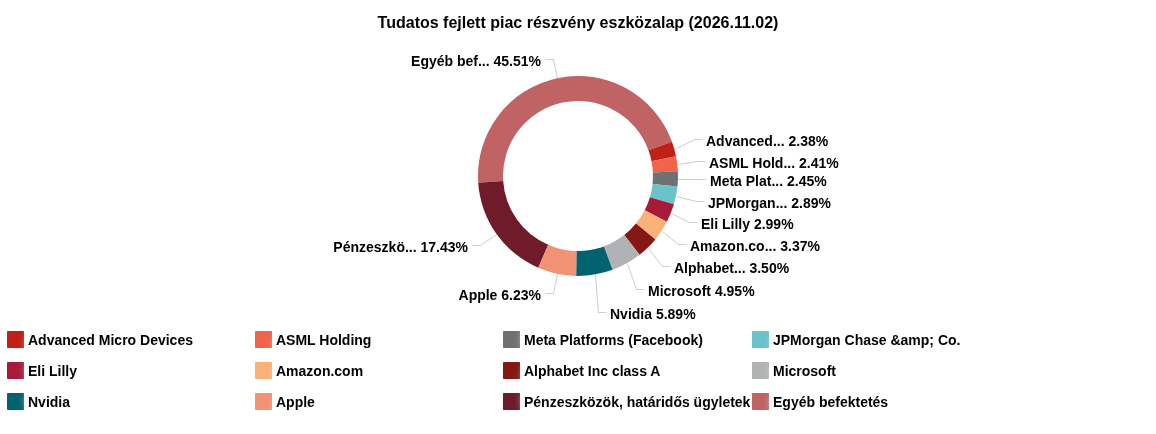 Tudatos fejlett piac részvény eszközalap (2026.11.02)
Egyéb bef... 45.51%
Advanced... 2.38%
ASML Hold... 2.41%
Meta Plat... 2.45%
JPMorgan... 2.89%
Eli Lilly 2.99%
Amazon.co... 3.37%
Alphabet... 3.50%
Microsoft 4.95%
Nvidia 5.89%
Apple 6.23%
Pénzeszkö... 17.43%
Advanced Micro Devices
ASML Holding
Meta Platforms (Facebook)
JPMorgan Chase &amp; Co.
Eli Lilly
Amazon.com
Alphabet Inc class A
Microsoft
Nvidia
Apple
Pénzeszközök, határidős ügyletek
Egyéb befektetés